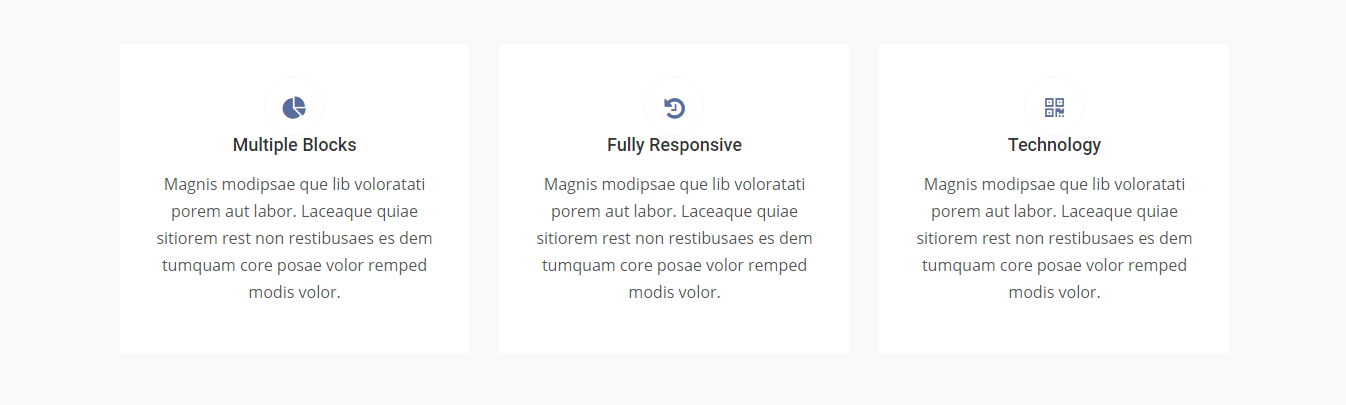 Multiple Blocks
Magnis modipsae que lib voloratati
porem aut labor. Laceaque quiae
sitiorem rest non restibusaes es dem
tumquam core posae volor remped
modis volor.
Fully Responsive
Magnis modipsae que lib voloratati
porem aut labor. Laceaque quiae
sitiorem rest non restibusaes es dem
tumquam core posae volor remped
modis volor.
Technology
Magnis modipsae que lib voloratati
porem aut labor. Laceaque quiae
sitiorem rest non restibusaes es dem
tumquam core posae volor remped
modis volor.